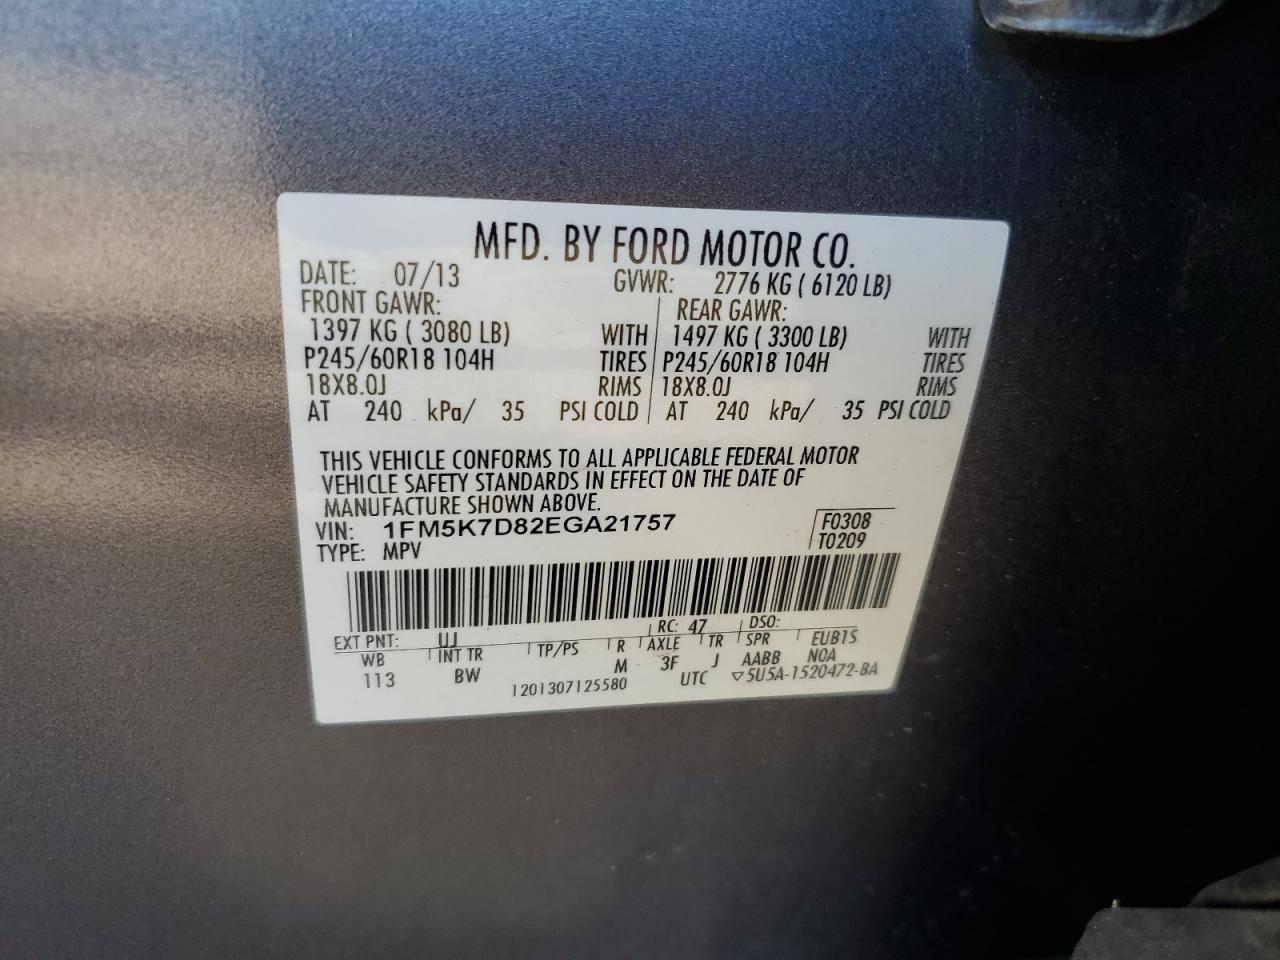 MFD. BY FORD MOTOR CO.
DATE: 07/13 GVWR: 2776 KG ( 6120 LB)
FRONT GAWR: REAR GAWR:
1397 KG ( 3080 LB) WITH 1497 KG ( 3300 LB) WITH
P245/60R18 104H TIRES P245/60R18 104H TIRES
18X8.0J RIMS 18X8.0J RIMS
AT 240 kPa/ 35 PSI COLD AT 240 kPa/ 35 PSI COLD
THIS VEHICLE CONFORMS TO ALL APPLICABLE FEDERAL MOTOR
VEHICLE SAFETY STANDARDS IN EFFECT ON THE DATE OF
MANUFACTURE SHOWN ABOVE.
VIN: 1FM5K7D82EGA21757 F0308
TYPE: MPV T0209
EXT PNT: UJ RC: 47 DSO:
WB INT TR TP/PS R AXLE TR SPR EUB1S
113 BW M 3F J AABB NOA
1201307125580 UTC ▽5U5A-1520472-BA